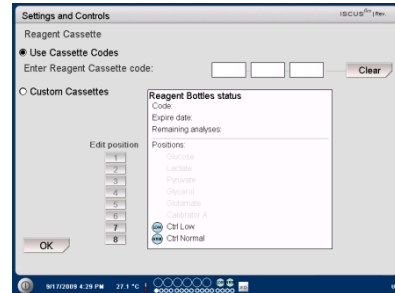 Settings and Controls
ISCUS
Reagent Cassette
Use Cassette Codes
Enter Reagent Cassette code:
Clear
Custom Cassettes
Reagent Bottles status
Code:
Expire date:
Remaining analyses:
Edit position
Positions:
1 Glucose
2 Lactate
3 Pyruvate
4 Glycerol
5 Glutamate
6 Calibrator A
7 Ctrl Low
8 Ctrl Normal
OK
9/17/2009 4:29 PM 27.1 °C